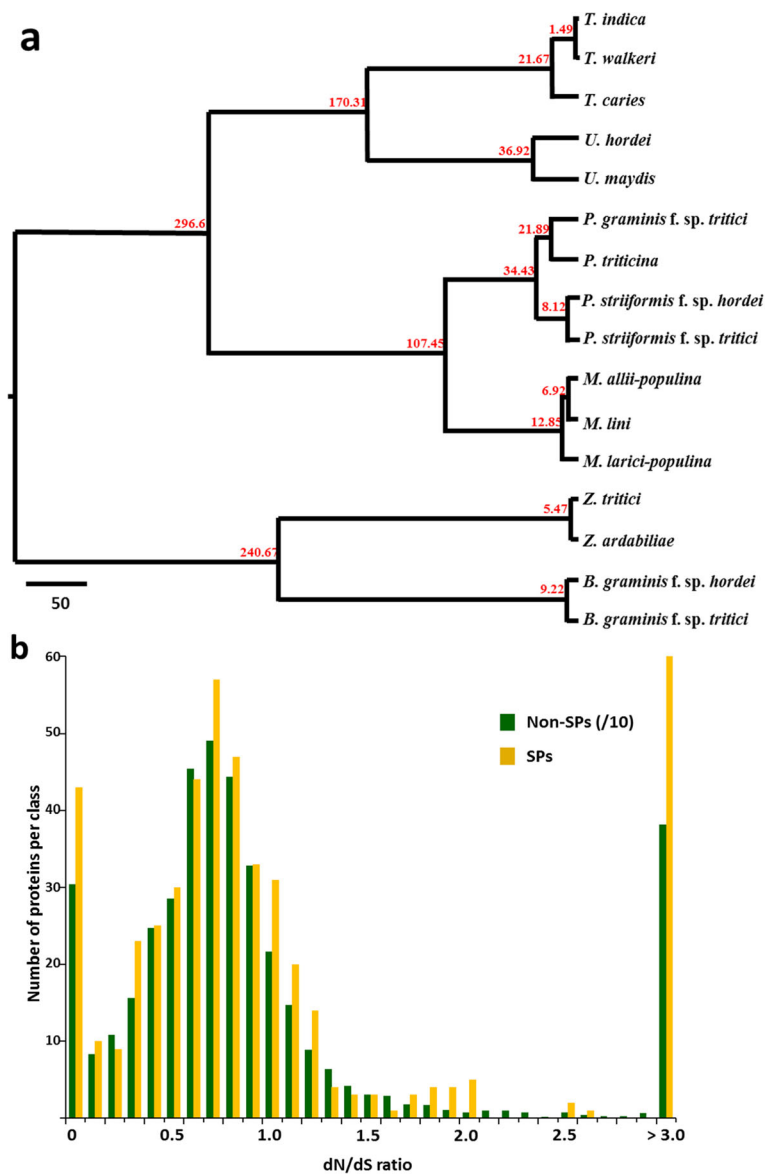 a
T. indica
1.49
T. walkeri
21.67
T. caries
170.31
U. hordei
36.92
U. maydis
296.6
P. graminis f. sp. tritici
21.89
P. triticina
34.43
P. striiformis f. sp. hordei
8.12
P. striiformis f. sp. tritici
107.45
M. allii-populina
6.92
M. lini
12.85
M. larici-populina
Z. tritici
5.47
Z. ardabiliae
240.67
B. graminis f. sp. hordei
9.22
B. graminis f. sp. tritici
50
b
60
50
40
30
20
10
Number of proteins per class
Non-SPs (/10)
SPs
0 0.5 1.0 1.5 2.0 2.5 > 3.0
dN/dS ratio